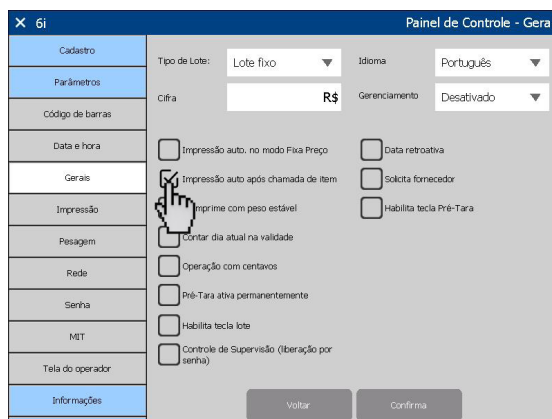 6i
Painel de Controle - Gera
Cadastro
Parâmetros
Código de barras
Data e hora
Gerais
Impressão
Pesagem
Rede
Senha
MIT
Tela do operador
Informações
Tipo de Lote:
Lote fixo
Idioma
Português
Cifra
R$
Gerenciamento
Desativado
Impressão auto. no modo Fixa Preço
Impressão auto após chamada de item
mprime com peso estável
Contar dia atual na validade
Operação com centavos
Pré-Tara ativa permanentemente
Habilita tecla lote
Controle de Supervisão (liberação por
senha)
Data retroativa
Solicita fornecedor
Habilita tecla Pré-Tara
Voltar
Confirma